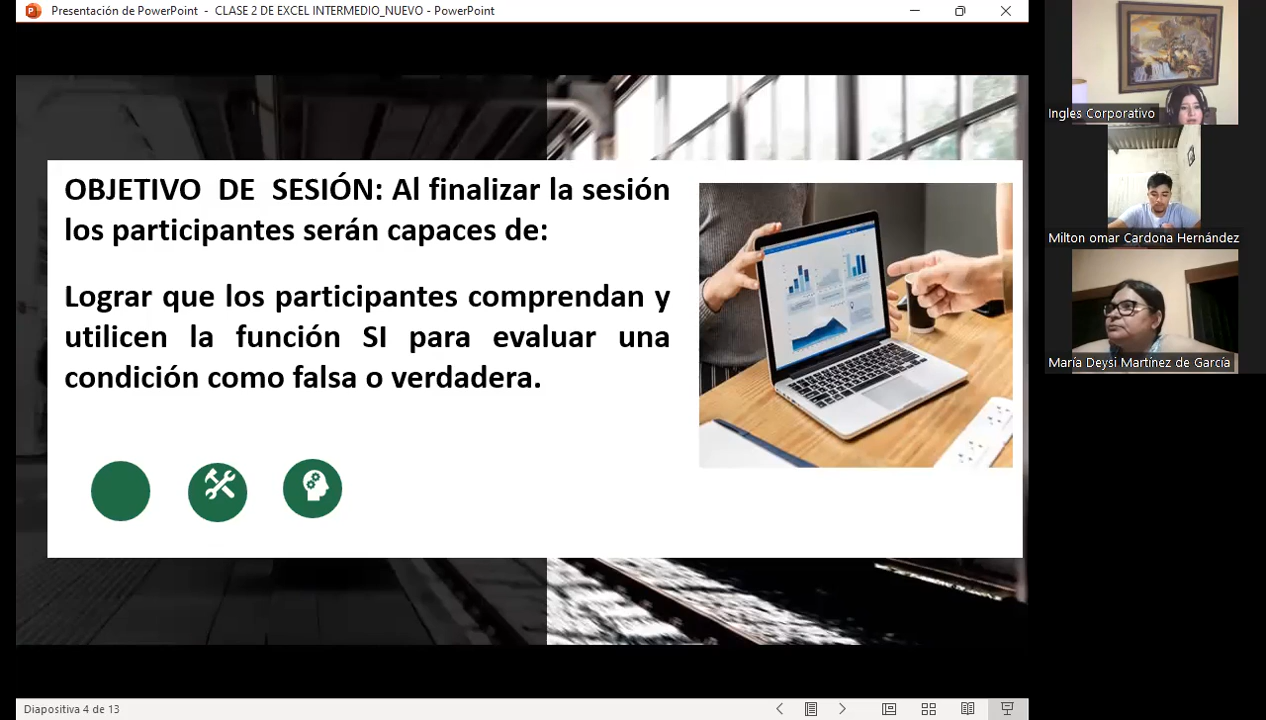 Presentación de PowerPoint - CLASE 2 DE EXCEL INTERMEDIO_NUEVO - PowerPoint
OBJETIVO DE SESIÓN: Al finalizar la sesión
los participantes serán capaces de:
Lograr que los participantes comprendan y
utilicen la función SI para evaluar una
condición como falsa o verdadera.
Ingles Corporativo
Milton omar Cardona Hernández
María Deysi Martínez de García
Diapositiva 4 de 13